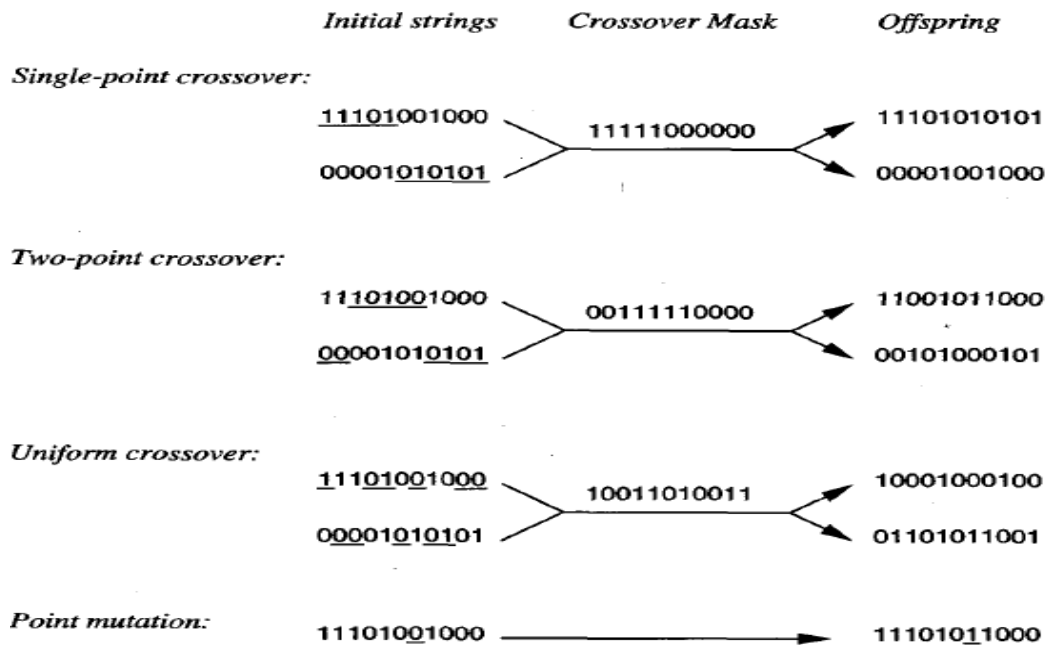 Initial strings Crossover Mask Offspring
Single-point crossover:
11101001000 11111000000 11101010101
00001010101 00001001000
Two-point crossover:
11101001000 00111110000 11001011000
00001010101 00101000101
Uniform crossover:
11101001000 10011010011 10001000100
00001010101 01101011001
Point mutation:
11101001000 11101011000